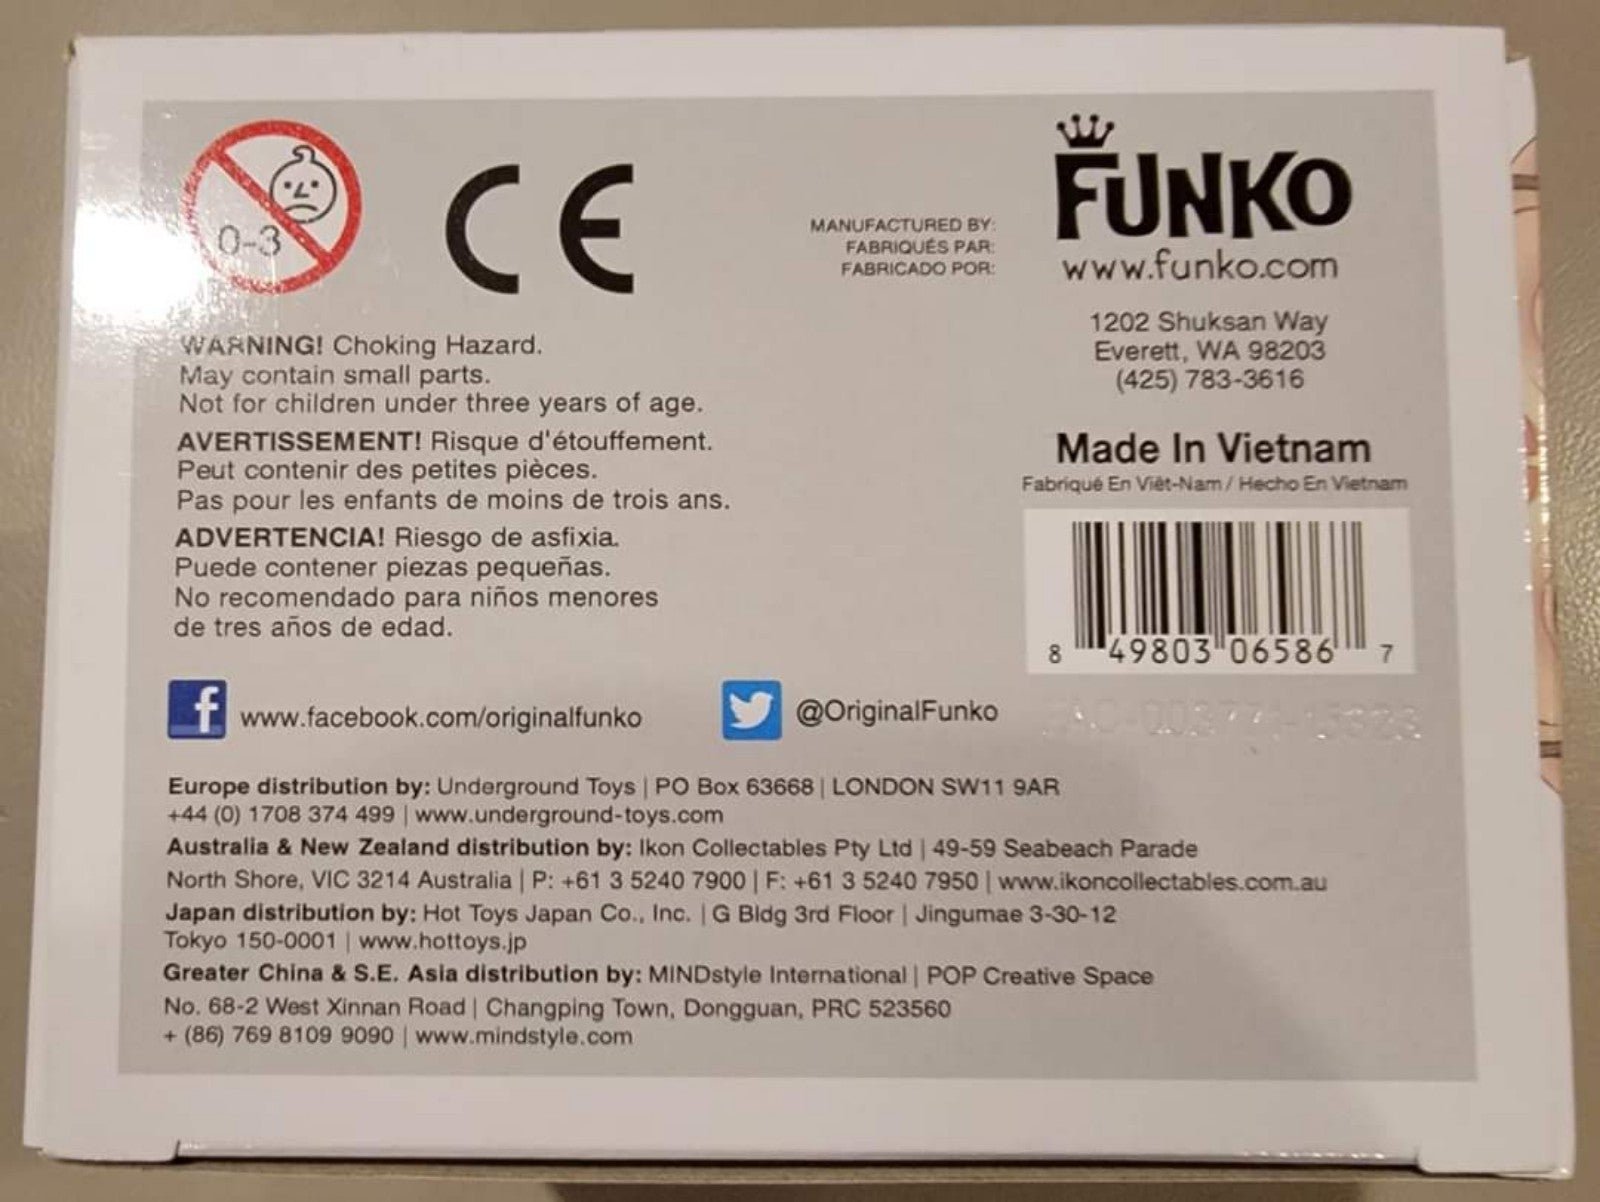 0-3
CE
MANUFACTURED BY:
FABRIQUÉS PAR:
FABRICADO POR:
FUNKO
www.funko.com
1202 Shuksan Way
Everett, WA 98203
(425) 783-3616
Made In Vietnam
Fabriqué En Viêt-Nam / Hecho En Vietnam
8 49803 06586 7
WARNING! Choking Hazard.
May contain small parts.
Not for children under three years of age.
AVERTISSEMENT! Risque d'étouffement.
Peut contenir des petites pièces.
Pas pour les enfants de moins de trois ans.
ADVERTENCIA! Riesgo de asfixia.
Puede contener piezas pequeñas.
No recomendado para niños menores
de tres años de edad.
f www.facebook.com/originalfunko
@OriginalFunko
Europe distribution by: Underground Toys | PO Box 63668 | LONDON SW11 9AR
+44 (0) 1708 374 499 | www.underground-toys.com
Australia & New Zealand distribution by: Ikon Collectables Pty Ltd | 49-59 Seabeach Parade
North Shore, VIC 3214 Australia | P: +61 3 5240 7900 | F: +61 3 5240 7950 | www.ikoncollectables.com.au
Japan distribution by: Hot Toys Japan Co., Inc. | G Bldg 3rd Floor | Jingumae 3-30-12
Tokyo 150-0001 | www.hottoys.jp
Greater China & S.E. Asia distribution by: MINDstyle International | POP Creative Space
No. 68-2 West Xinnan Road | Changping Town, Dongguan, PRC 523560
+ (86) 769 8109 9090 | www.mindstyle.com